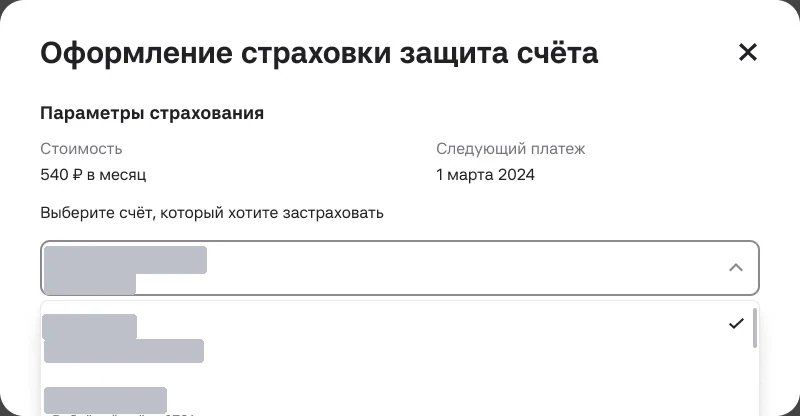 Оформление страховки защита счёта
Параметры страхования
Стоимость
Следующий платеж
540 ₽ в месяц
1 марта 2024
Выберите счёт, который хотите застраховать